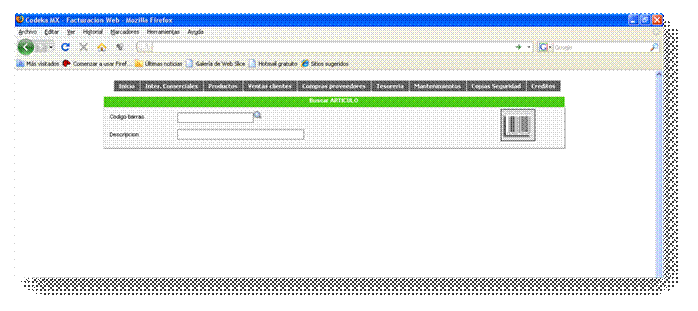 Codeka MX - Facturacion Web - Mozilla Firefox
Archivo Editar Ver Historial Marcadores Herramientas Ayuda
Google
Más visitados Comenzar a usar Firef... Últimas noticias Galería de Web Slice Hotmail gratuito Sitios sugeridos
Inicio Inter. Comerciales Productos Ventas clientes Compras proveedores Tesoreria Mantenimientos Copias Seguridad Creditos
Buscar ARTICULO
Codigo barras
Descripcion